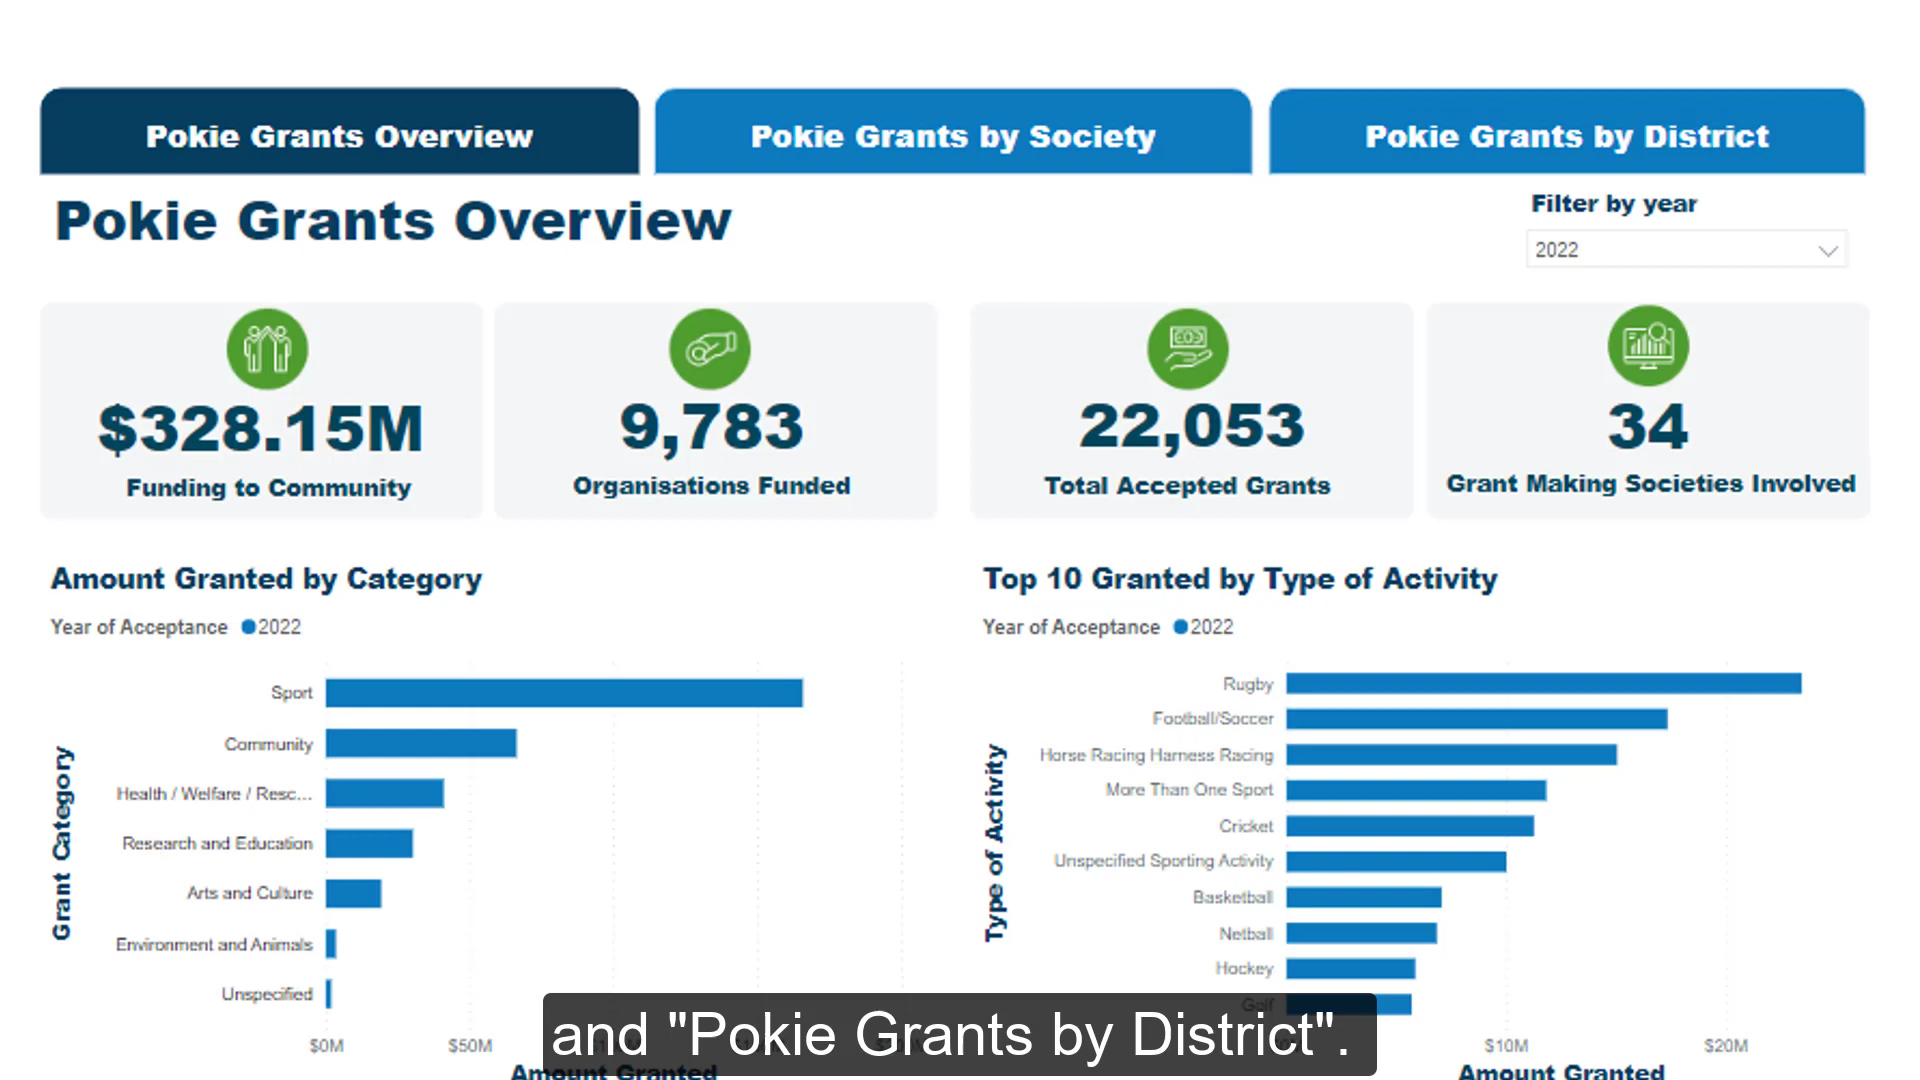 Pokie Grants Overview
Pokie Grants by Society
Pokie Grants by District
Pokie Grants Overview
Filter by year
2022
$328.15M
Funding to Community
9,783
Organisations Funded
22,053
Total Accepted Grants
34
Grant Making Societies Involved
Amount Granted by Category
Year of Acceptance 2022
Grant Category
Sport
Community
Health / Welfare / Resc...
Research and Education
Arts and Culture
Environment and Animals
Unspecified
$0M $50M
Amount Granted
Top 10 Granted by Type of Activity
Year of Acceptance 2022
Type of Activity
Rugby
Football/Soccer
Horse Racing Harness Racing
More Than One Sport
Cricket
Unspecified Sporting Activity
Basketball
Netball
Hockey
Golf
$10M $20M
Amount Granted
and "Pokie Grants by District".